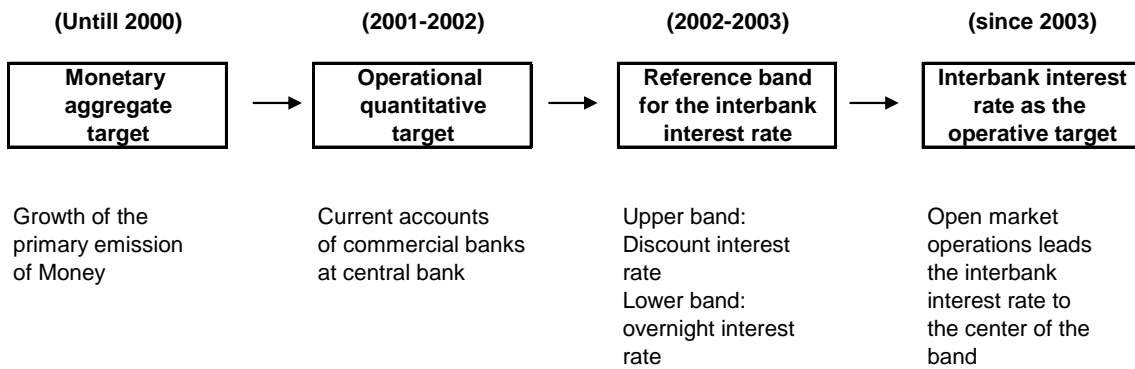 (Untill 2000)
(2001-2002)
(2002-2003)
(since 2003)
Monetary
aggregate
target
Operational
quantitative
target
Reference band
for the interbank
interest rate
Interbank interest
rate as the
operative target
Growth of the
primary emission
of Money
Current accounts
of commercial banks
at central bank
Upper band:
Discount interest
rate
Lower band:
overnight interest
rate
Open market
operations leads
the interbank
interest rate to
the center of the
band